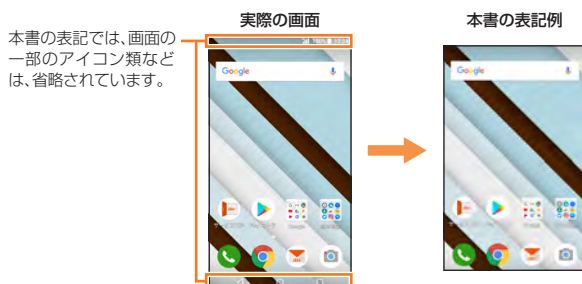 実際の画面
本書の表記例
本書の表記では、画面の
一部のアイコン類など
は、省略されています。
Google
Google